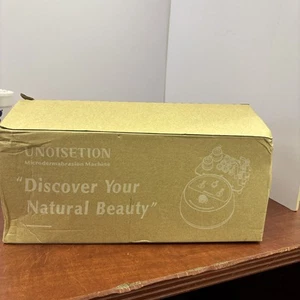 UNOISETION
Microdermabrasion Machine
"Discover Your
Natural Beauty"